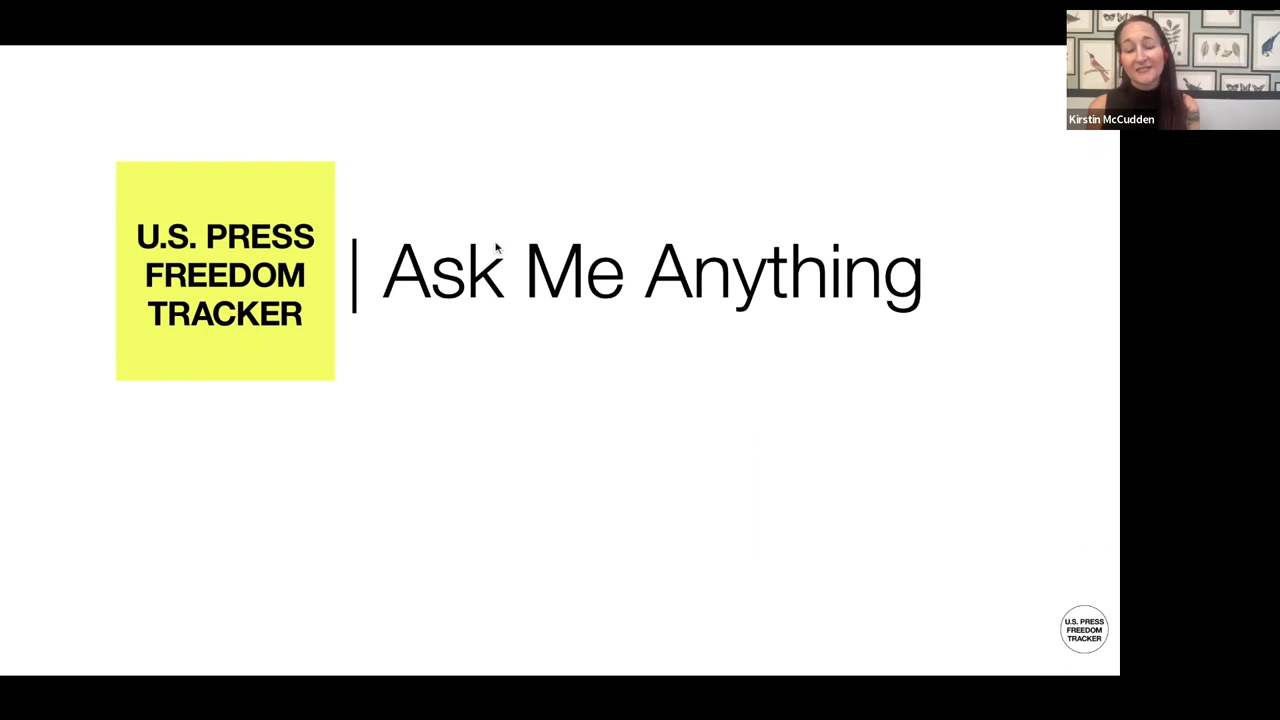 Kirstin McCudden
U.S. PRESS
FREEDOM
TRACKER
| Ask Me Anything
U.S. PRESS
FREEDOM
TRACKER